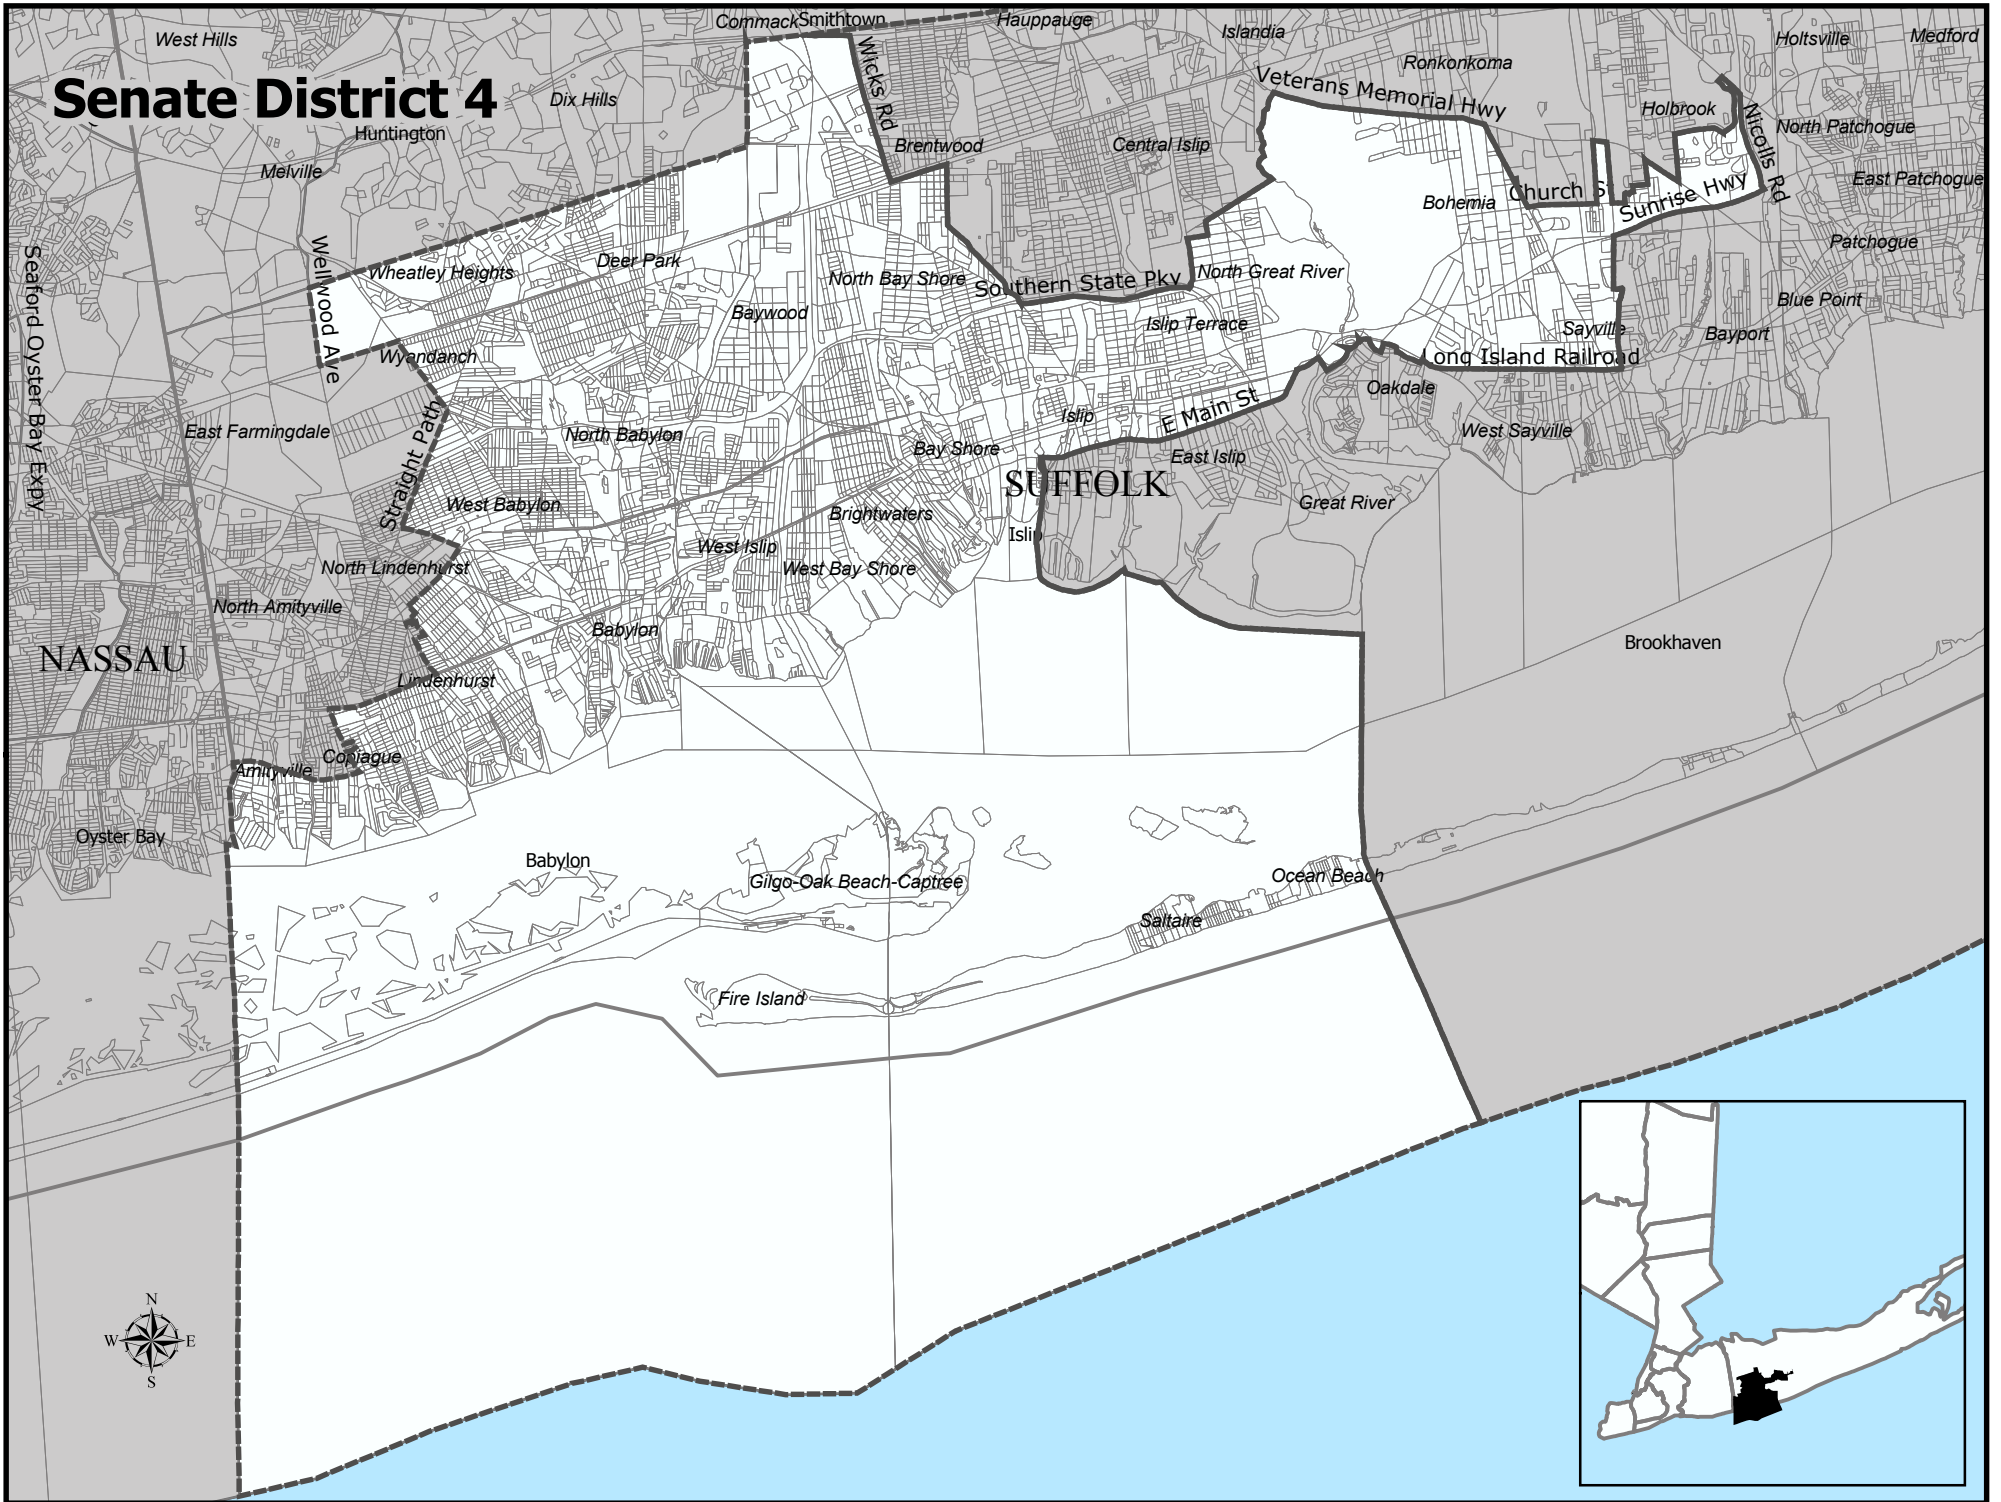 Commack
Smithtown
Hauppauge
Islandia
Holtsville
Medford
West Hills
Ronkonkoma
Senate District 4
Dix Hills
Wicks Rd
Veterans Memorial Hwy
Holbrook
Nicolls Rd
North Patchogue
Huntington
Brentwood
Central Islip
Melville
East Patchogue
Church St
Sunrise Hwy
Bohemia
Patchogue
Seaford Oyster Bay Expy
Wellwood Ave
Wheatley Heights
Deer Park
North Bay Shore
Southern State Pky
North Great River
Blue Point
Baywood
Islip Terrace
Sayville
Bayport
Wyandanch
Long Island Railroad
Oakdale
Straight Path
E Main St
Islip
East Farmingdale
North Babylon
Bay Shore
West Sayville
East Islip
SUFFOLK
West Babylon
Great River
Brightwaters
Islip
West Islip
North Lindenhurst
West Bay Shore
North Amityville
Babylon
Brookhaven
NASSAU
Lindenhurst
Copiague
Amityville
Oyster Bay
Babylon
Gilgo-Oak Beach-Captree
Ocean Beach
Saltaire
Fire Island
N
W
E
S